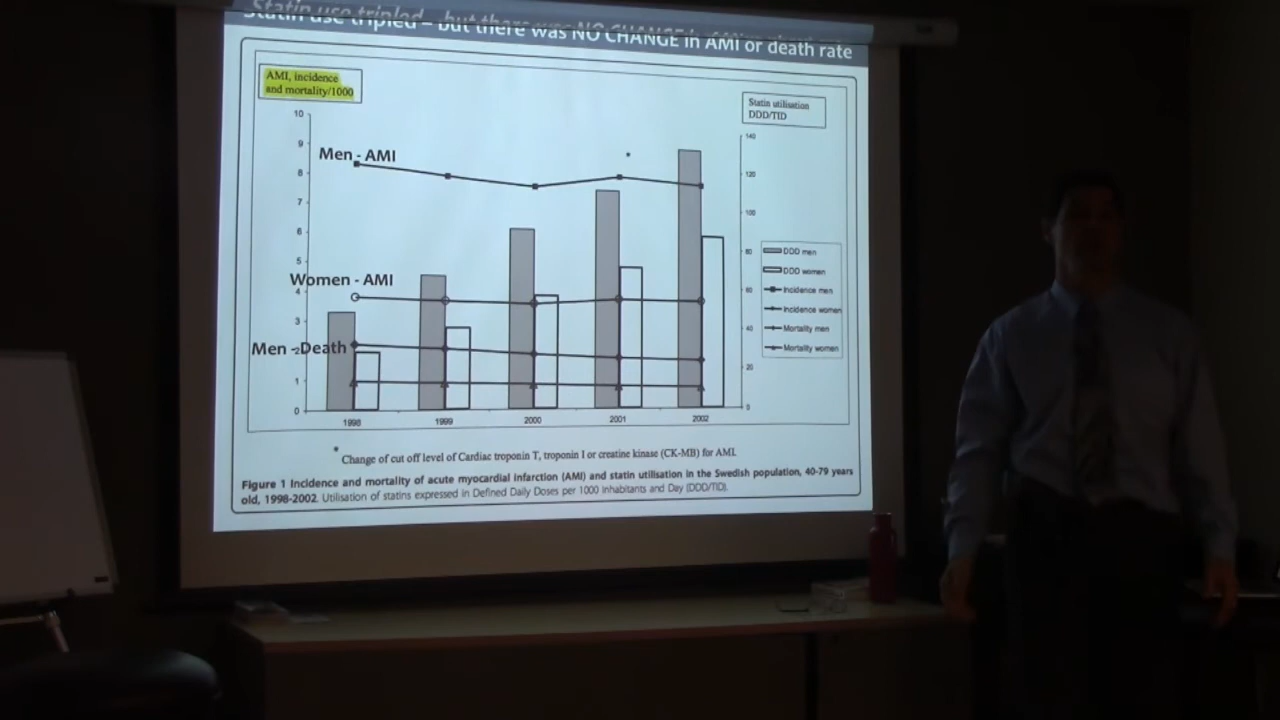 Statin use tripled – but there was NO CHANGE in AMI or death rate
AMI, incidence
and mortality/1000
Statin utilisation
DDD/TID
10
9
8
7
6
5
4
3
2
1
0
140
120
100
80
60
40
20
0
Men - AMI
*
Women - AMI
Men - Death
DDD men
DDD women
Incidence men
Incidence women
Mortality men
Mortality women
1998 1999 2000 2001 2002
* Change of cut off level of Cardiac troponin T, troponin I or creatine kinase (CK-MB) for AMI.
Figure 1 Incidence and mortality of acute myocardial infarction (AMI) and statin utilisation in the Swedish population, 40-79 years
old, 1998-2002. Utilisation of statins expressed in Defined Daily Doses per 1000 Inhabitants and Day (DDD/TID).